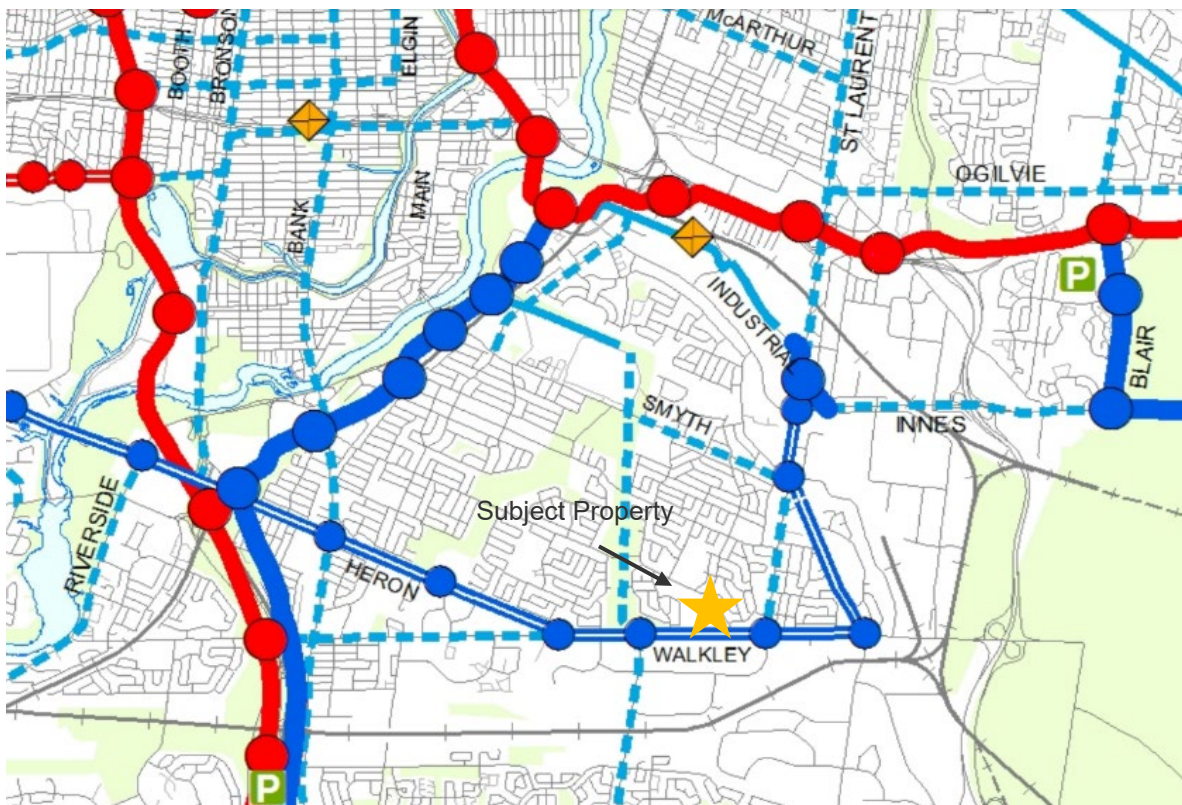 McARTHUR
BOOTH
BRONSON
ELGIN
ST LAURENT
OGILVIE
MAIN
BANK
P
INDUSTRIAL
BLAIR
SMYTH
INNES
Subject Property
RIVERSIDE
HERON
WALKLEY
P